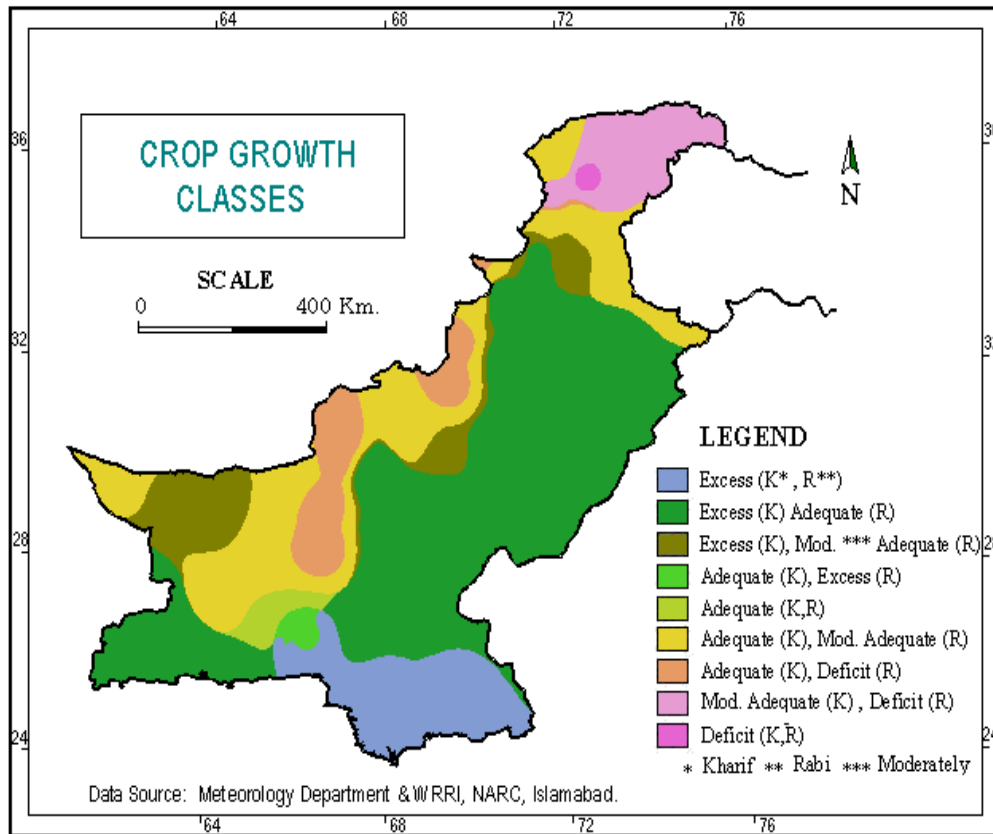 64 68 72 76
36
CROP GROWTH
CLASSES
N
SCALE
0 400 Km.
32
LEGEND
Excess (K* , R**)
Excess (K) Adequate (R)
Excess (K), Mod. *** Adequate (R)
28
Adequate (K), Excess (R)
Adequate (K,R)
Adequate (K), Mod. Adequate (R)
Adequate (K), Deficit (R)
Mod. Adequate (K) , Deficit (R)
24
Deficit (K,R)
* Kharif ** Rabi *** Moderately
Data Source: Meteorology Department & WRRI, NARC, Islamabad.
64 68 72 76